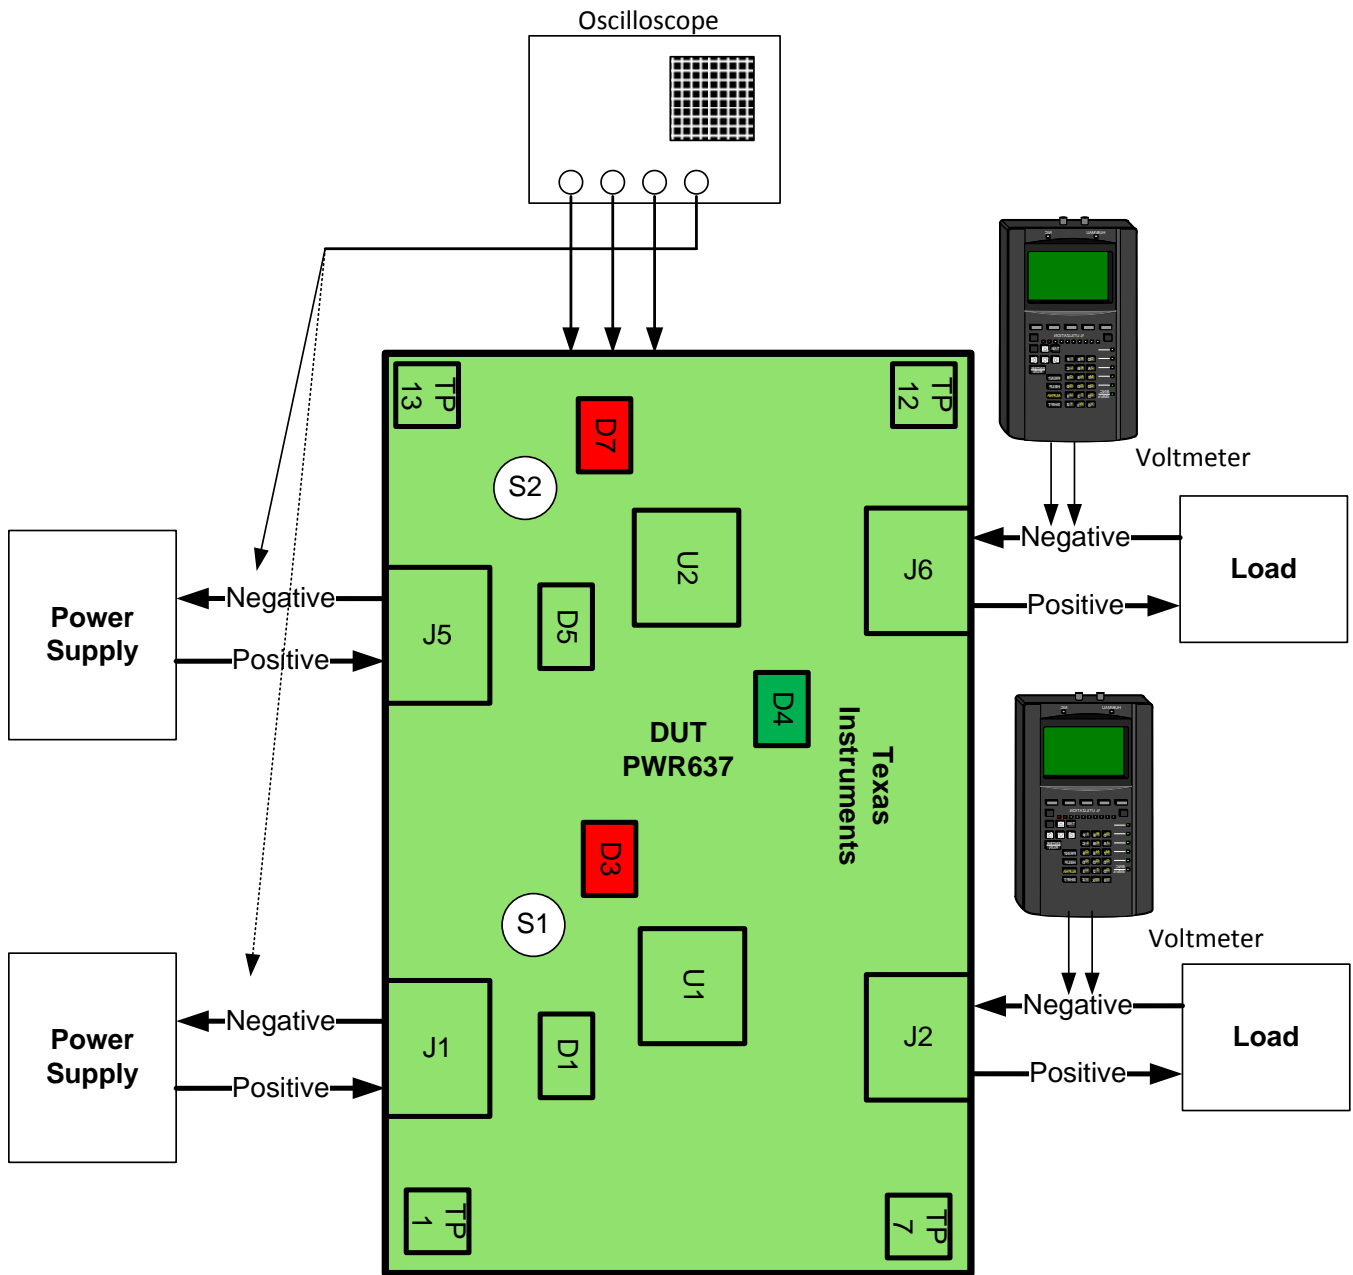 Oscilloscope
TP
13
TP
12
D7
S2
Voltmeter
U2
J6
Negative
Positive
Load
Power
Supply
Negative
Positive
J5
D5
D4
DUT
PWR637
Texas
Instruments
D3
S1
U1
Voltmeter
Negative
Positive
Load
J2
Power
Supply
Negative
Positive
J1
D1
TP
1
TP
7